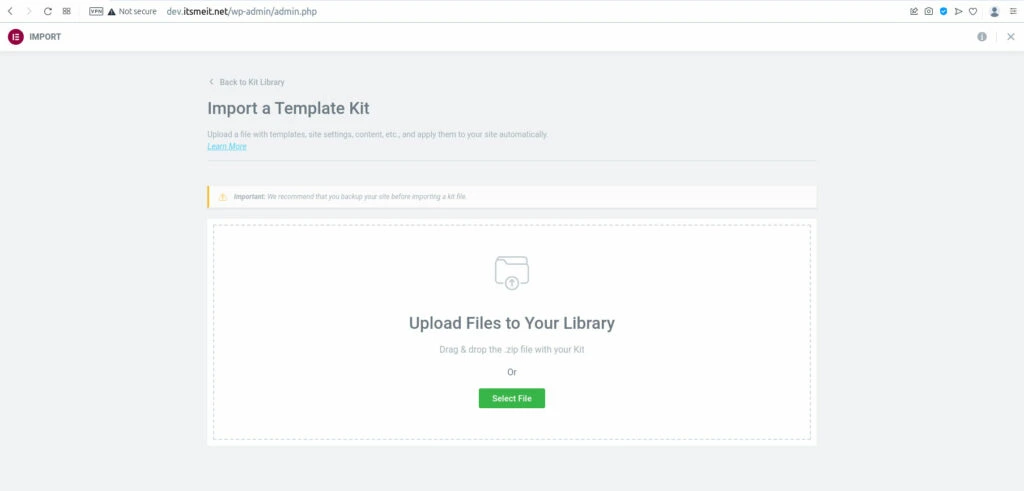 VPN Not secure dev.itsmeit.net/wp-admin/admin.php
IMPORT
Back to Kit Library
Import a Template Kit
Upload a file with templates, site settings, content, etc., and apply them to your site automatically.
Learn More
Important: We recommend that you backup your site before importing a kit file.
Upload Files to Your Library
Drag & drop the .zip file with your Kit
Or
Select File